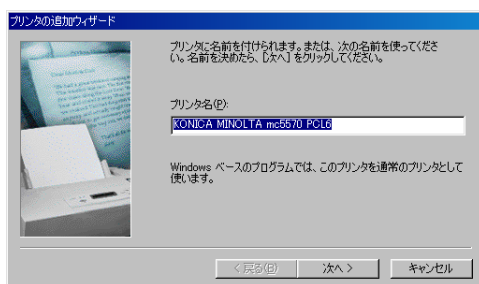 プリンタの追加ウィザード
プリンタに名前を付けられます。または、次の名前を使ってくださ
い。名前を決めたら、[次へ] をクリックしてください。
プリンタ名(P):
KONICA MINOLTA mc5570 PCL6
Windows ベースのプログラムでは、このプリンタを通常のプリンタとして
使います。
< 戻る(B)
次へ >
キャンセル